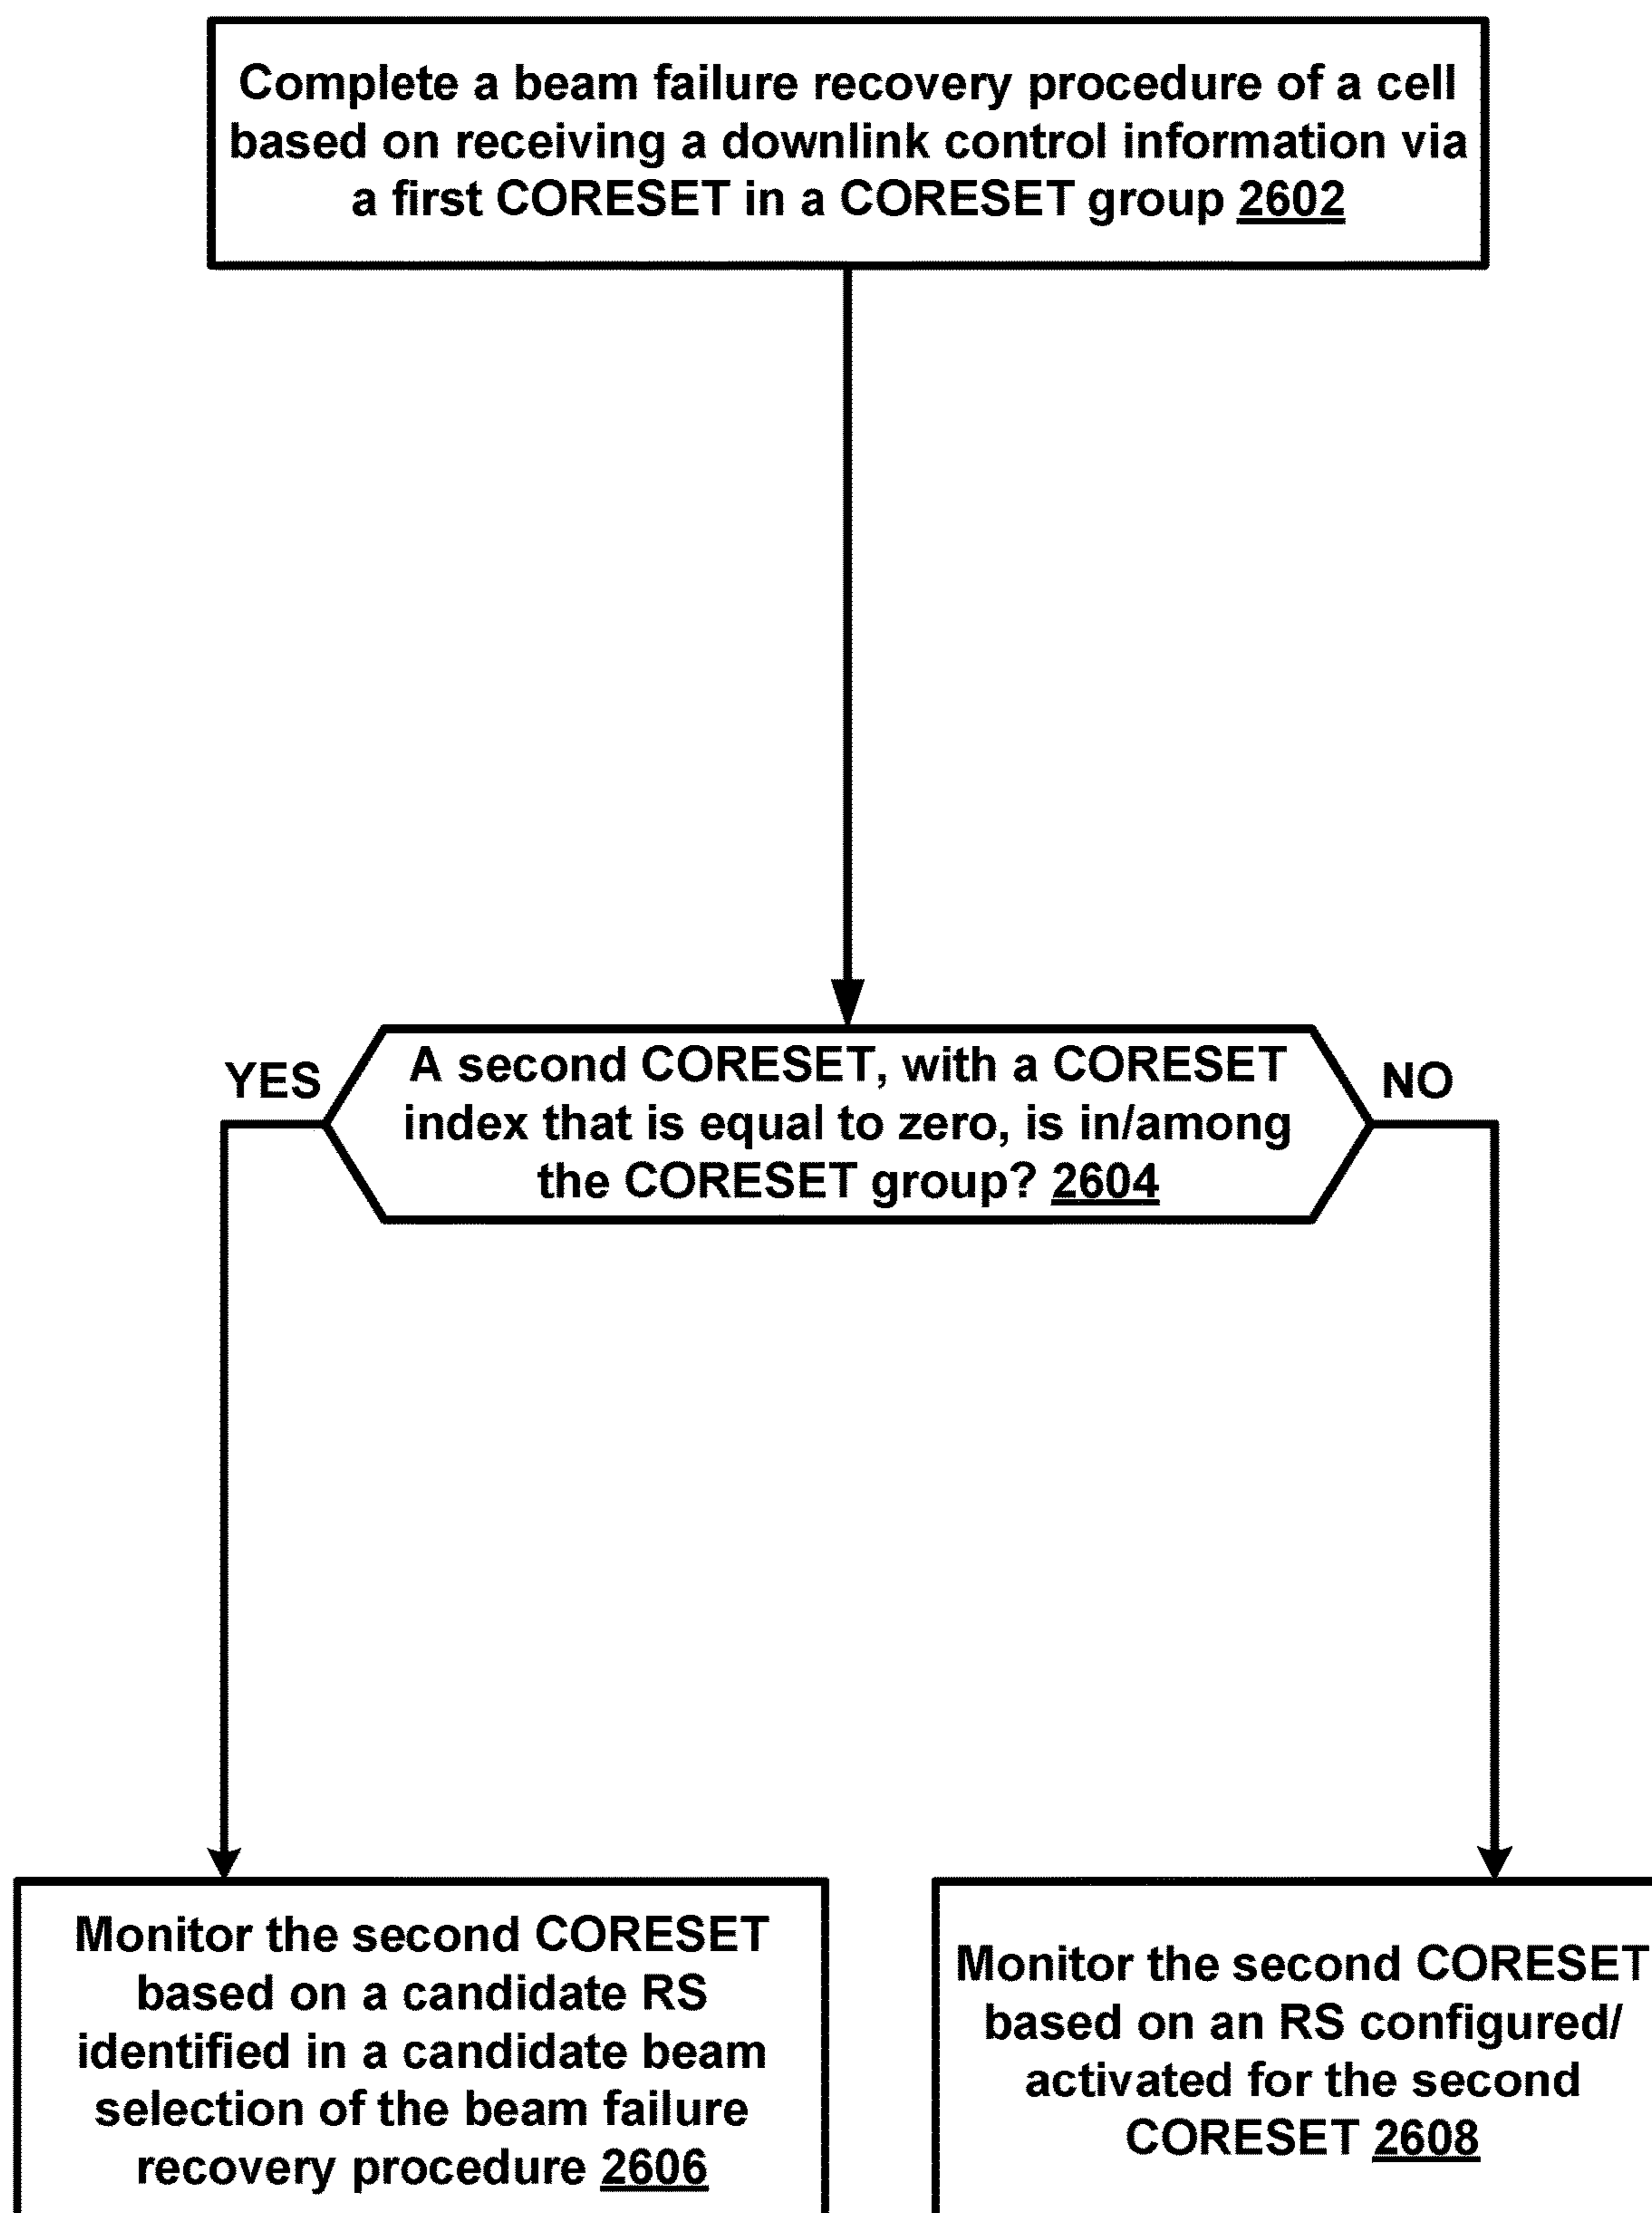 Complete a beam failure recovery procedure of a cell
based on receiving a downlink control information via
a first CORESET in a CORESET group 2602
YES
A second CORESET, with a CORESET
index that is equal to zero, is in/among
the CORESET group? 2604
NO
Monitor the second CORESET
based on a candidate RS
identified in a candidate beam
selection of the beam failure
recovery procedure 2606
Monitor the second CORESET
based on an RS configured/
activated for the second
CORESET 2608